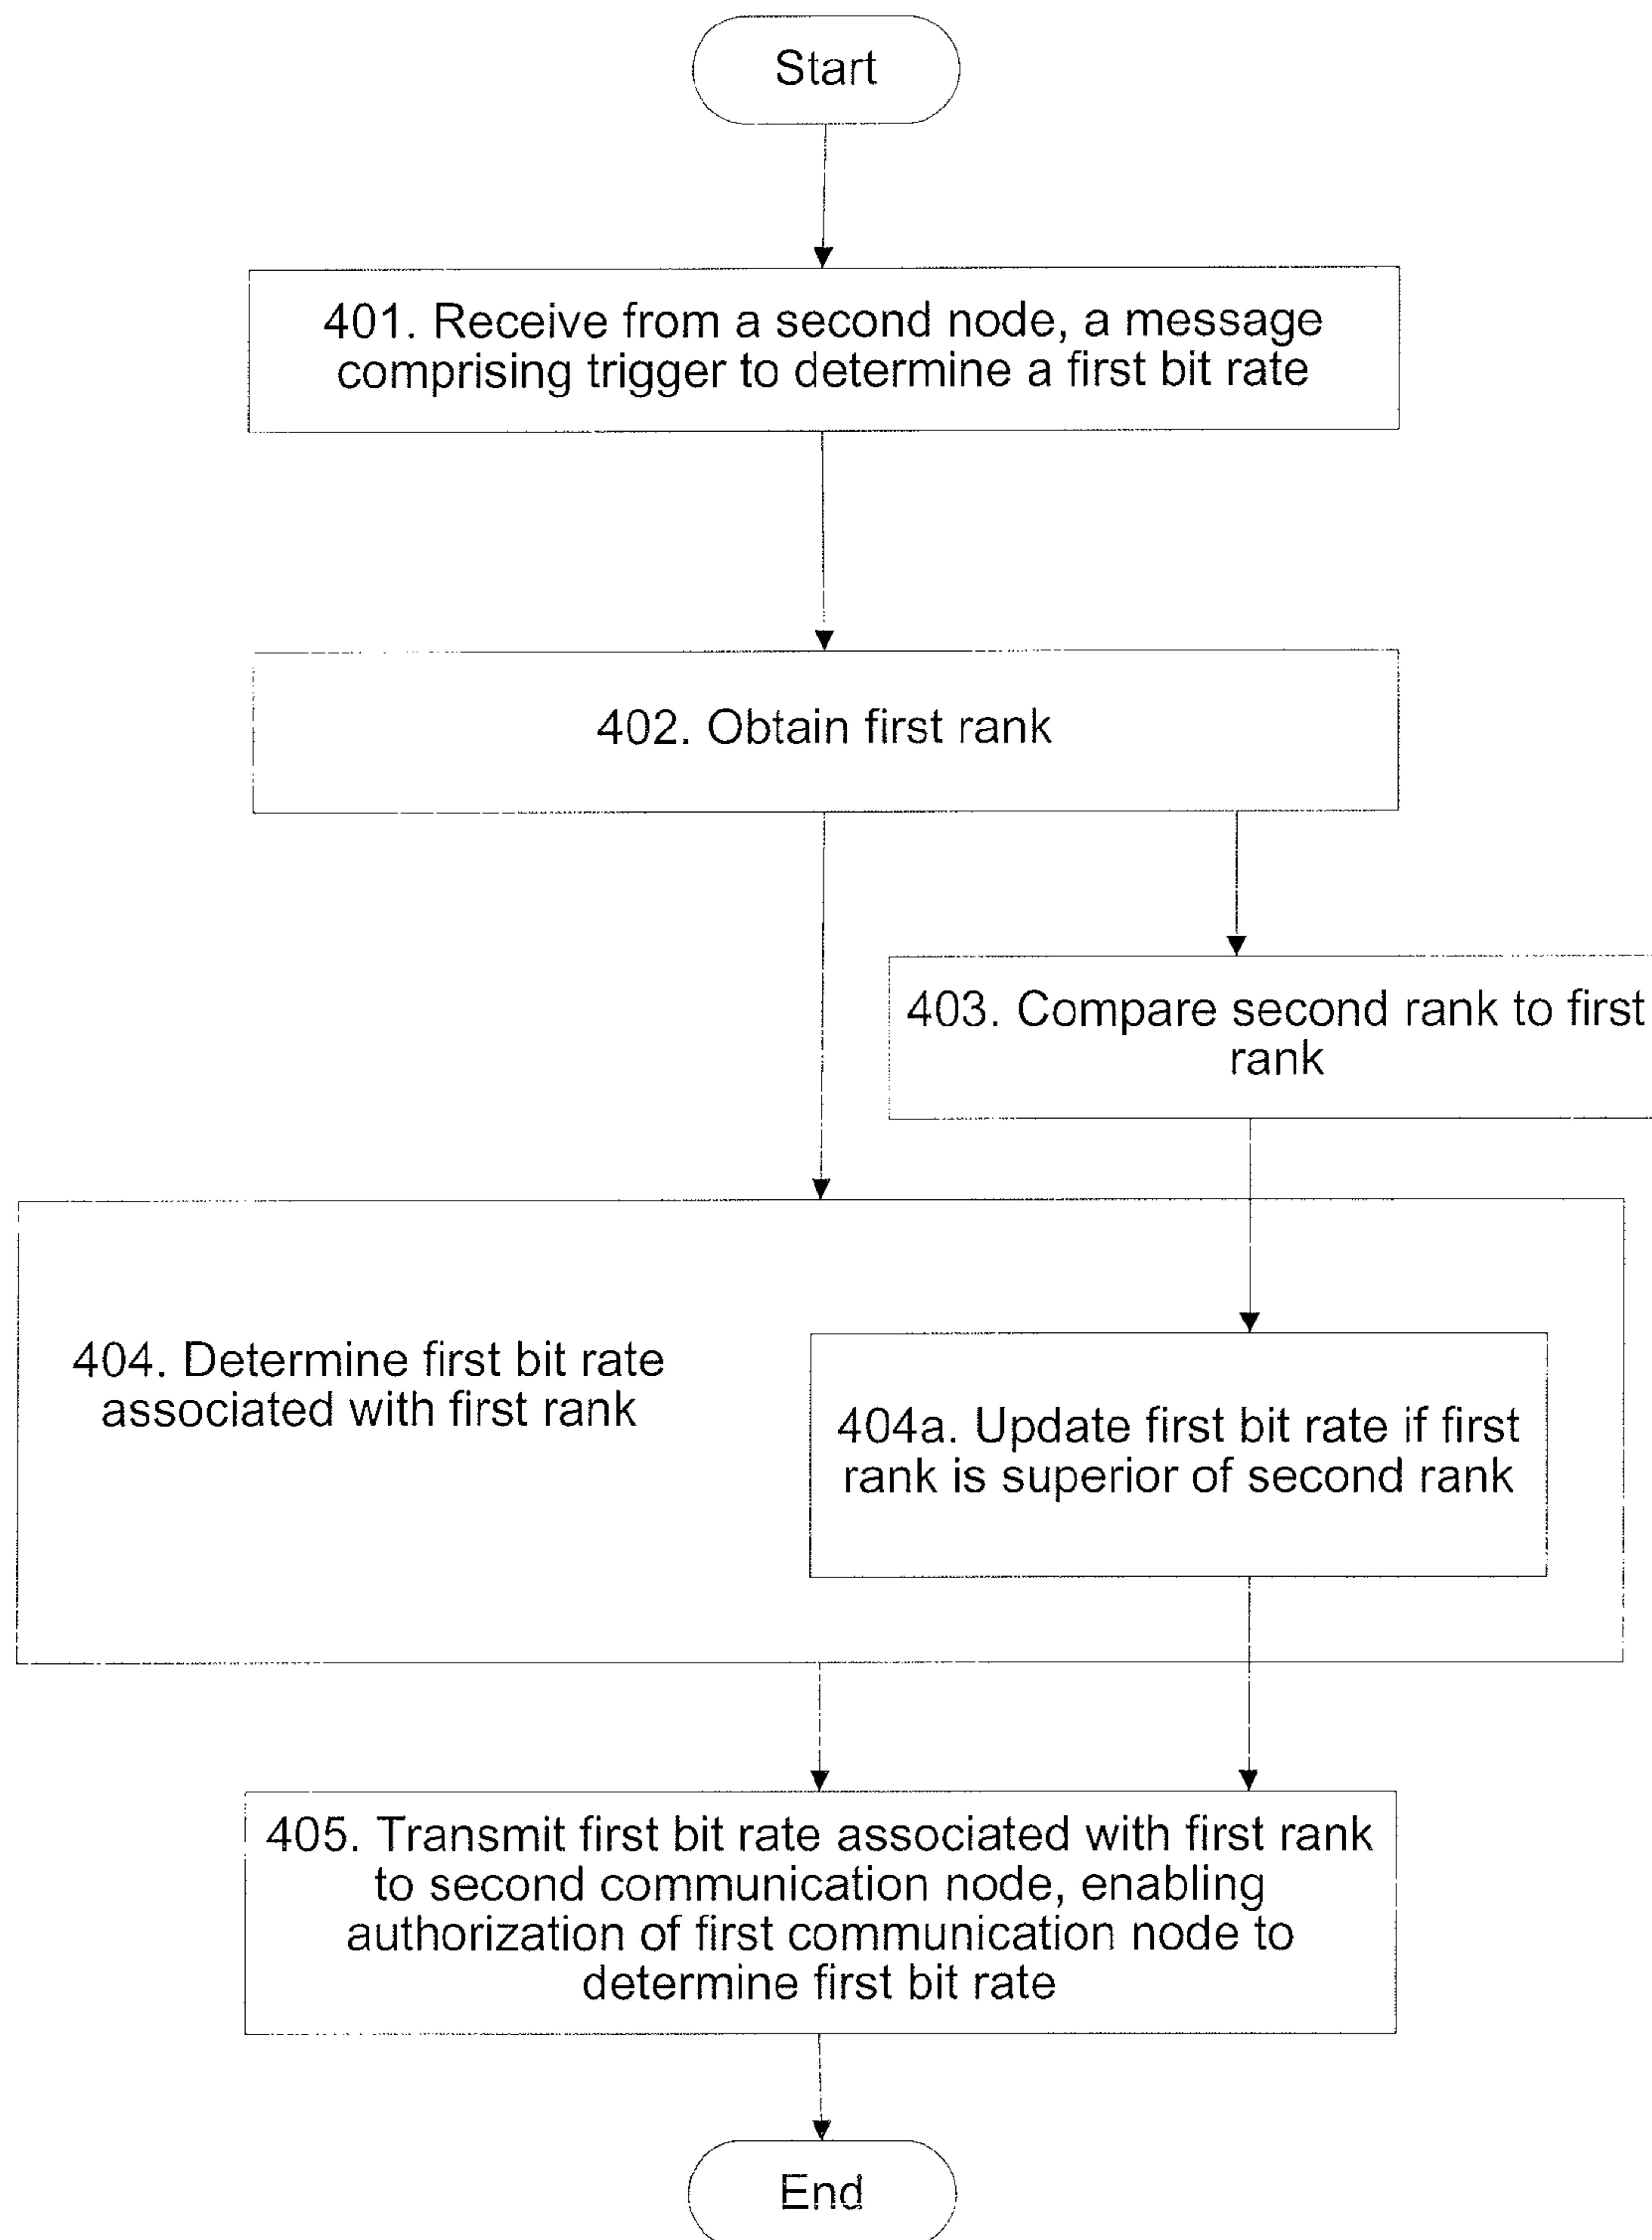 Start
401. Receive from a second node, a message
comprising trigger to determine a first bit rate
402. Obtain first rank
403. Compare second rank to first
rank
404. Determine first bit rate
associated with first rank
404a. Update first bit rate if first
rank is superior of second rank
405. Transmit first bit rate associated with first rank
to second communication node, enabling
authorization of first communication node to
determine first bit rate
End